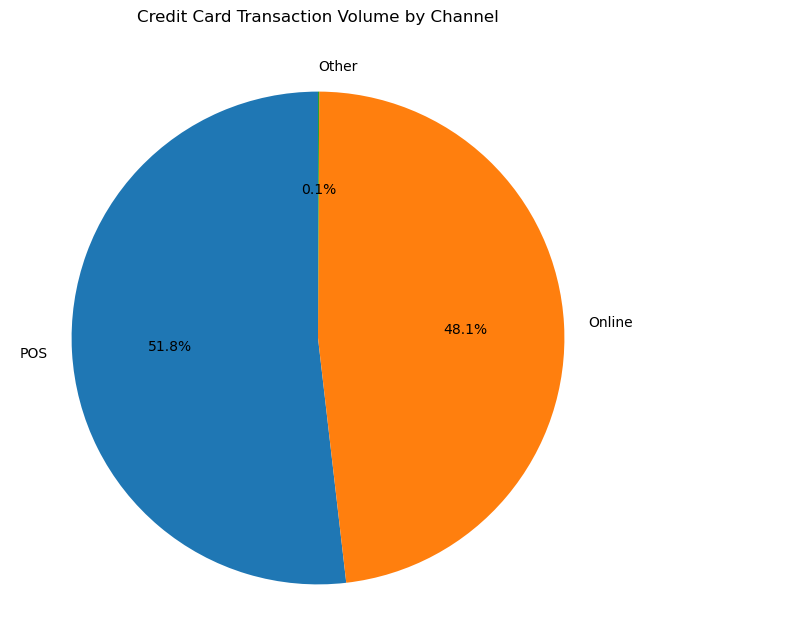 Credit Card Transaction Volume by Channel
Other
0.1%
Online
48.1%
51.8%
POS